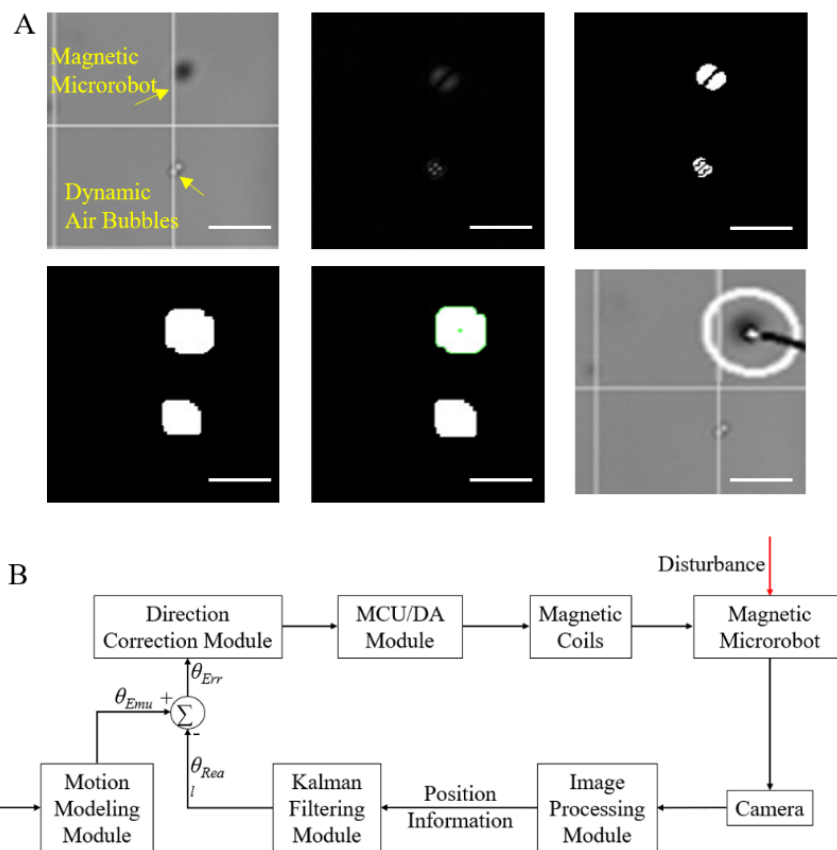 A
Magnetic
Microrobot
Dynamic
Air Bubbles
B
Disturbance
Direction
Correction Module
MCU/DA
Module
Magnetic
Coils
Magnetic
Microrobot
θErr
θEmu +
Σ
-
θRea
l
Motion
Modeling
Module
Kalman
Filtering
Module
Position
Information
Image
Processing
Module
Camera